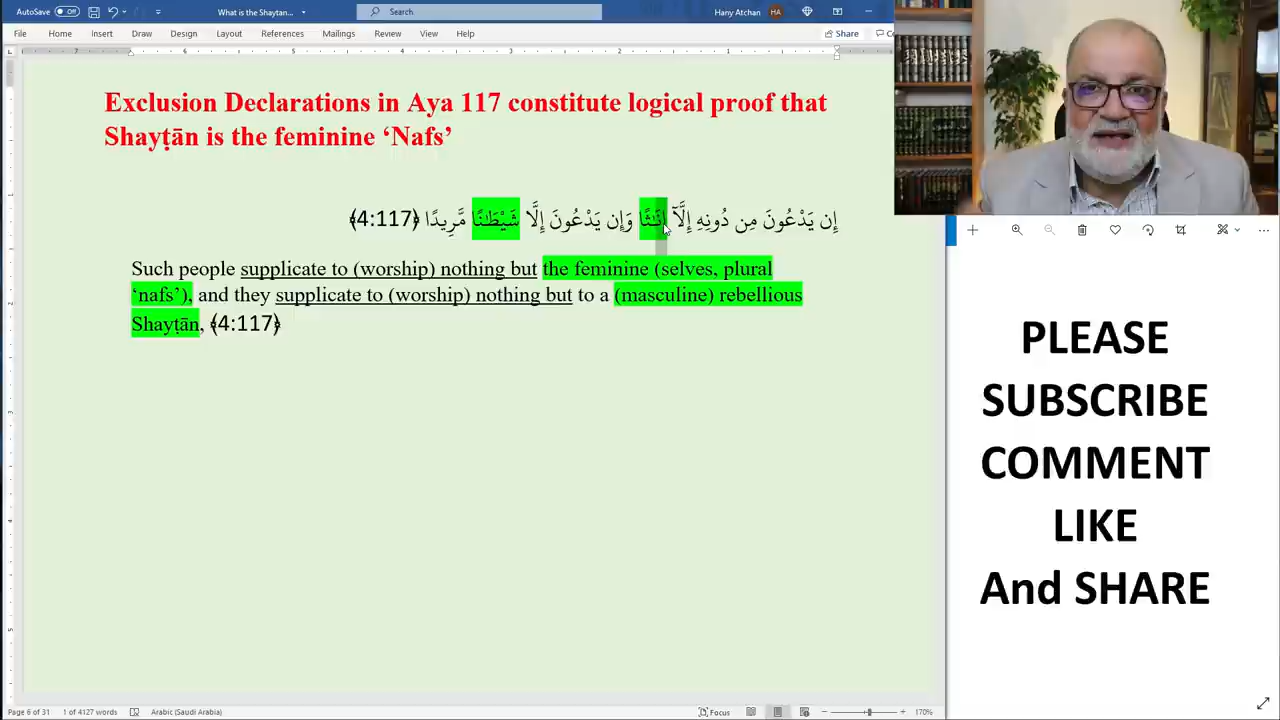 AutoSave Off What is the Shaytan... Search Hany Atchan HA
File Home Insert Draw Design Layout References Mailings Review View Help Share
Exclusion Declarations in Aya 117 constitute logical proof that
Shayṭān is the feminine ‘Nafs’
إِن يَدْعُونَ مِن دُونِهِ إِلَّآ إِنَٰثًا وَإِن يَدْعُونَ إِلَّا شَيْطَٰنًا مَّرِيدًا ﴿4:117﴾
Such people supplicate to (worship) nothing but the feminine (selves, plural
‘nafs’), and they supplicate to (worship) nothing but to a (masculine) rebellious
Shayṭān, ﴿4:117﴾
PLEASE
SUBSCRIBE
COMMENT
LIKE
And SHARE
Page 6 of 31 1 of 4127 words Arabic (Saudi Arabia) Focus 170%